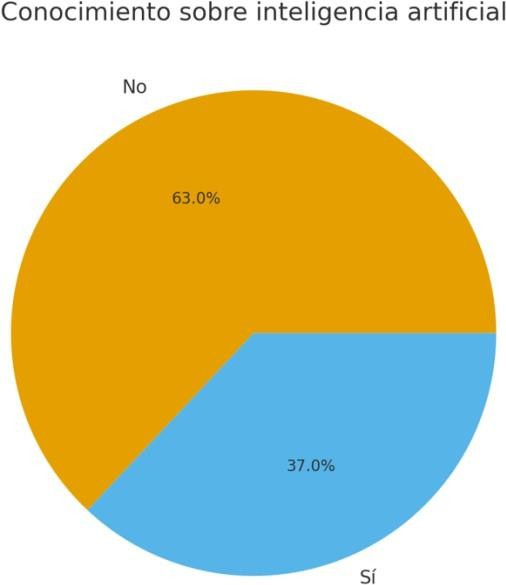 Conocimiento sobre inteligencia artificial
No
63.0%
37.0%
Sí